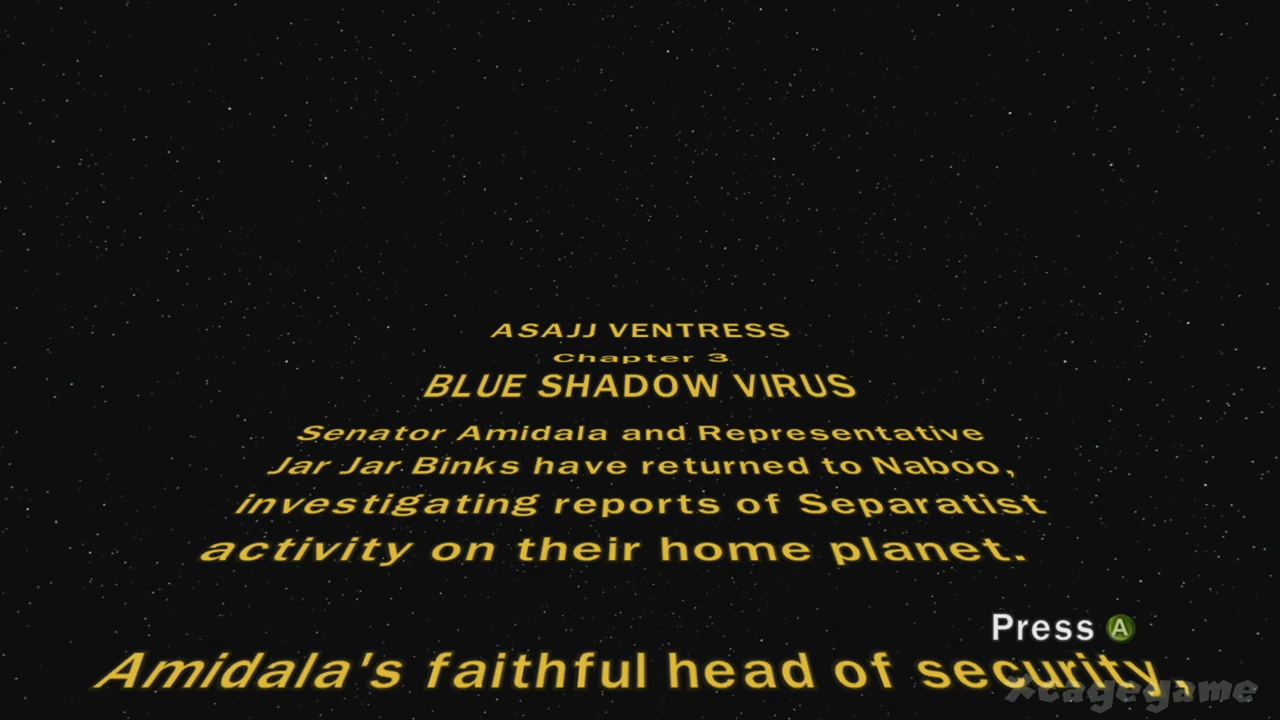 ASAJJ VENTRESS
Chapter 3
BLUE SHADOW VIRUS
Senator Amidala and Representative
Jar Jar Binks have returned to Naboo,
investigating reports of Separatist
activity on their home planet.
Press A
Amidala's faithful head of security,
Xtagegame